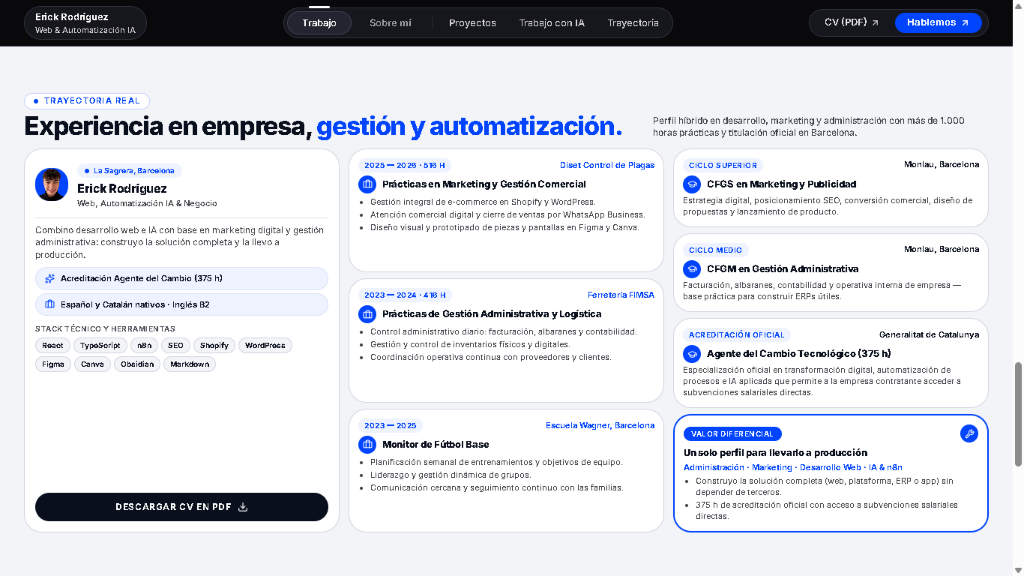 Erick Rodríguez
Web & Automatización IA
Trabajo
Sobre mí
Proyectos
Trabajo con IA
Trayectoria
CV (PDF)
Hablemos
TRAYECTORIA REAL
Experiencia en empresa, gestión y automatización.
Perfil híbrido en desarrollo, marketing y administración con más de 1.000
horas prácticas y titulación oficial en Barcelona.
La Sagrera, Barcelona
Erick Rodríguez
Web, Automatización IA & Negocio
Combino desarrollo web e IA con base en marketing digital y gestión
administrativa: construyo la solución completa y la llevo a
producción.
Acreditación Agente del Cambio (375 h)
Español y Catalán nativos · Inglés B2
STACK TÉCNICO Y HERRAMIENTAS
React
TypeScript
n8n
SEO
Shopify
WordPress
Figma
Canva
Obsidian
Markdown
DESCARGAR CV EN PDF
2025 — 2026 · 516 H
Diset Control de Plagas
Prácticas en Marketing y Gestión Comercial
• Gestión integral de e-commerce en Shopify y WordPress.
• Atención comercial digital y cierre de ventas por WhatsApp Business.
• Diseño visual y prototipado de piezas y pantallas en Figma y Canva.
2023 — 2024 · 416 H
Ferretería FIMSA
Prácticas de Gestión Administrativa y Logística
• Control administrativo diario: facturación, albaranes y contabilidad.
• Gestión y control de inventarios físicos y digitales.
• Coordinación operativa continua con proveedores y clientes.
2023 — 2025
Escuela Wagner, Barcelona
Monitor de Fútbol Base
• Planificación semanal de entrenamientos y objetivos de equipo.
• Liderazgo y gestión dinámica de grupos.
• Comunicación cercana y seguimiento continuo con las familias.
CICLO SUPERIOR
Monlau, Barcelona
CFGS en Marketing y Publicidad
Estrategia digital, posicionamiento SEO, conversión comercial, diseño de
propuestas y lanzamiento de producto.
CICLO MEDIO
Monlau, Barcelona
CFGM en Gestión Administrativa
Facturación, albaranes, contabilidad y operativa interna de empresa —
base práctica para construir ERPs útiles.
ACREDITACIÓN OFICIAL
Generalitat de Catalunya
Agente del Cambio Tecnológico (375 h)
Especialización oficial en transformación digital, automatización de
procesos e IA aplicada que permite a la empresa contratante acceder a
subvenciones salariales directas.
VALOR DIFERENCIAL
Un solo perfil para llevarlo a producción
Administración · Marketing · Desarrollo Web · IA & n8n
• Construyo la solución completa (web, plataforma, ERP o app) sin
depender de terceros.
• 375 h de acreditación oficial con acceso a subvenciones salariales
directas.